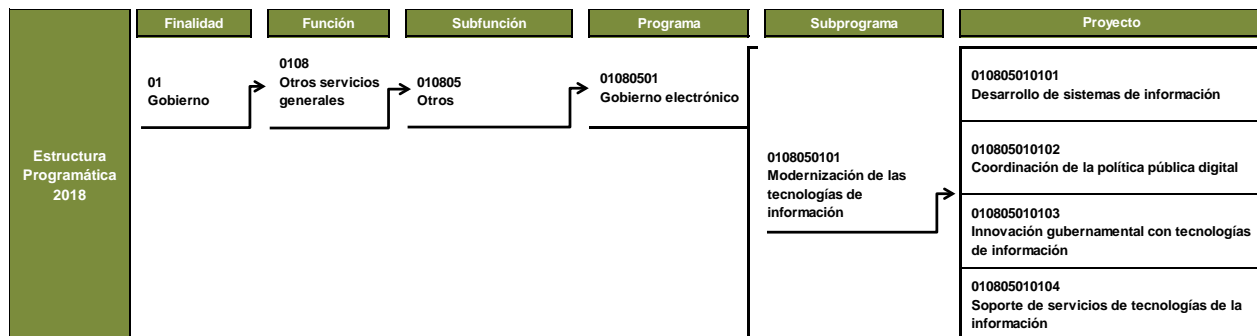 Finalidad
Función
Subfunción
Programa
Subprograma
Proyecto
Estructura
Programática
2018
01
Gobierno
0108
Otros servicios
generales
010805
Otros
01080501
Gobierno electrónico
0108050101
Modernización de las
tecnologías de
información
010805010101
Desarrollo de sistemas de información
010805010102
Coordinación de la política pública digital
010805010103
Innovación gubernamental con tecnologías
de información
010805010104
Soporte de servicios de tecnologías de la
información